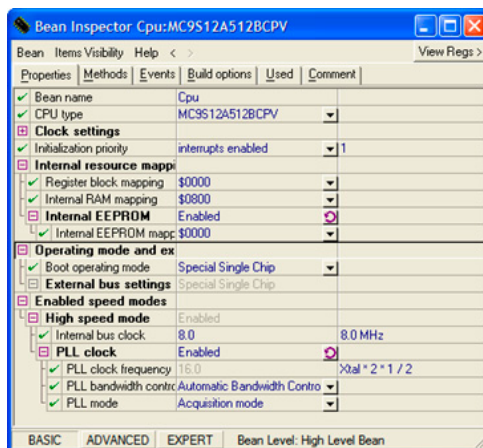 Bean Inspector Cpu:MC9S12A512BCPV
Bean Items Visibility Help < > View Regs >
Properties Methods Events Build options Used Comment
Bean name Cpu
CPU type MC9S12A512BCPV
Clock settings
Initialization priority interrupts enabled 1
Internal resource mappi
Register block mapping $0000
Internal RAM mapping $0800
Internal EEPROM Enabled
Internal EEPROM mapp $0000
Operating mode and ex
Boot operating mode Special Single Chip
External bus settings Special Single Chip
Enabled speed modes
High speed mode Enabled
Internal bus clock 8.0 8.0 MHz
PLL clock Enabled
PLL clock frequency 16.0 Xtal * 2 * 1 / 2
PLL bandwidth contro Automatic Bandwidth Contro
PLL mode Acquisition mode
BASIC ADVANCED EXPERT Bean Level: High Level Bean